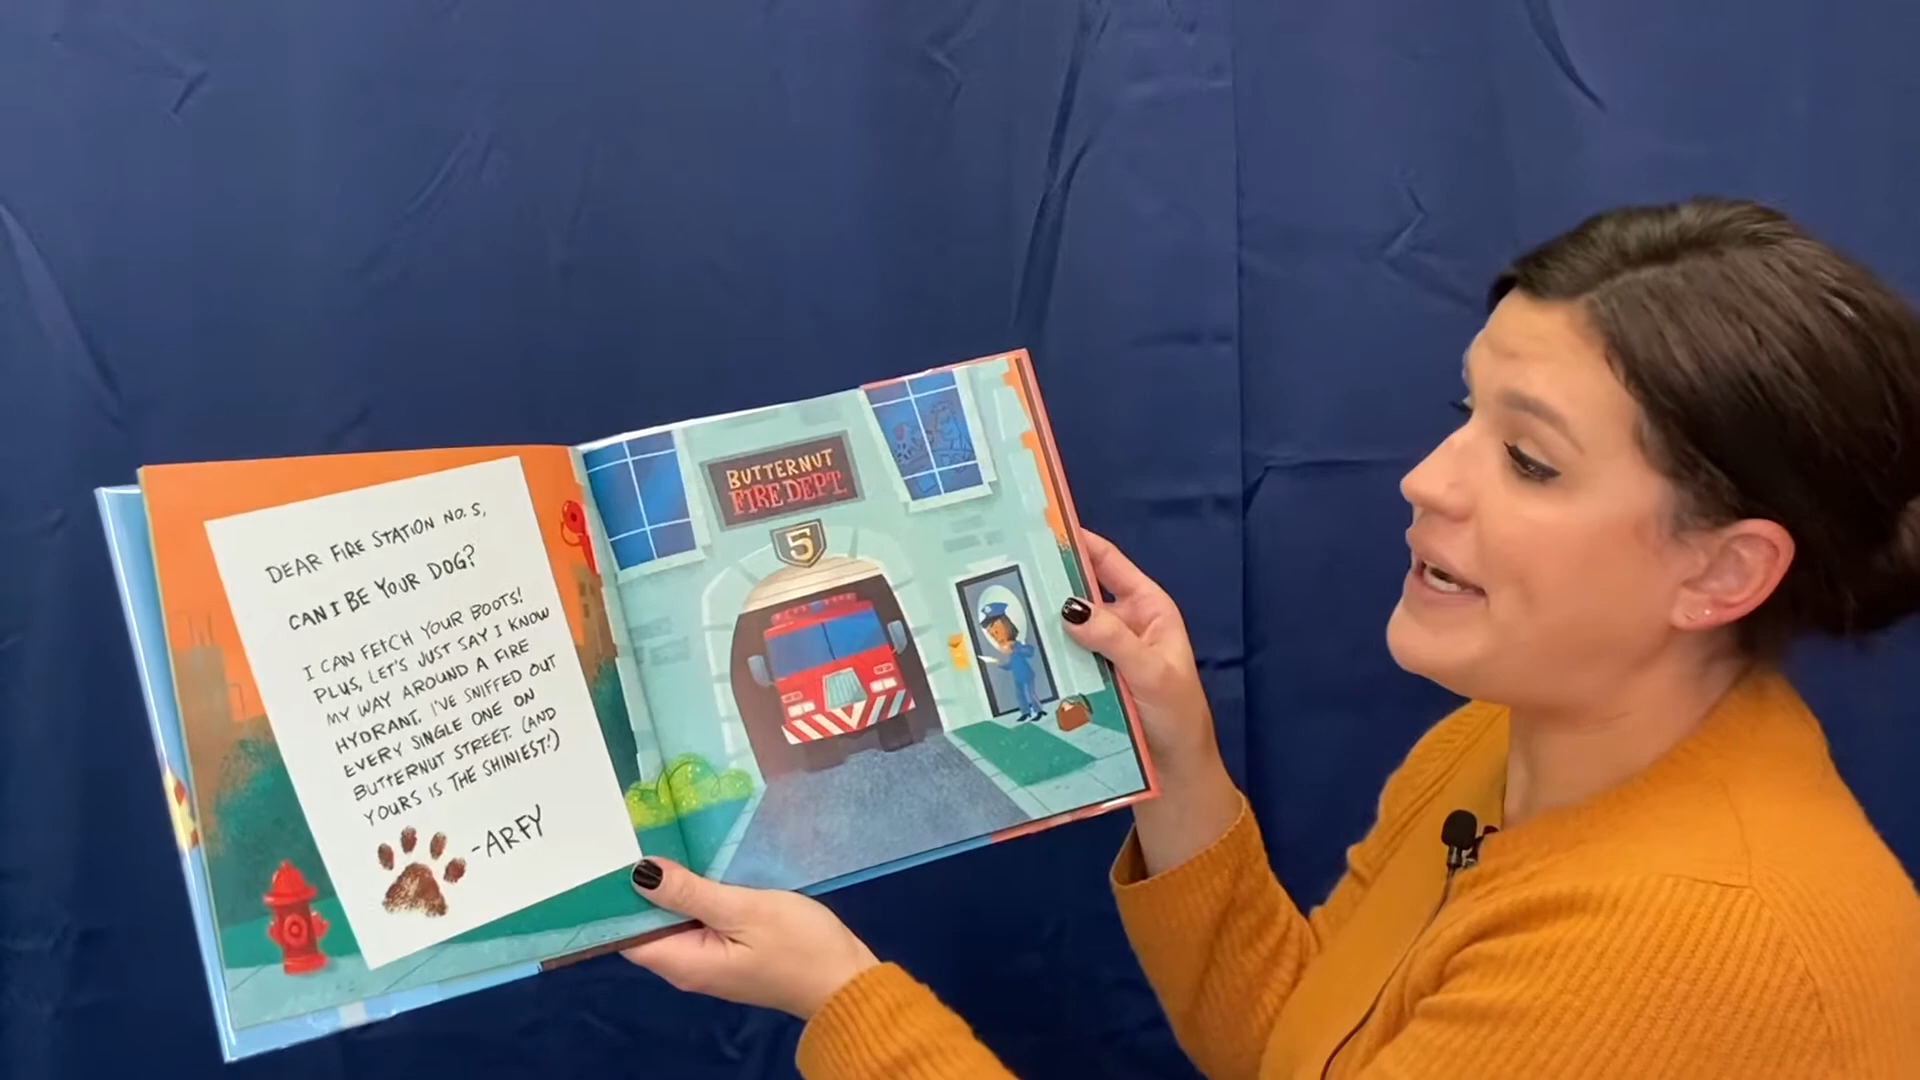 DEAR FIRE STATION NO. 5,
CAN I BE YOUR DOG?
I CAN FETCH YOUR BOOTS!
PLUS, LET'S JUST SAY I KNOW
MY WAY AROUND A FIRE
HYDRANT. I'VE SNIFFED OUT
EVERY SINGLE ONE ON
BUTTERNUT STREET. (AND
YOURS IS THE SHINIEST!)
-ARFY
BUTTERNUT
FIRE DEPT.
5